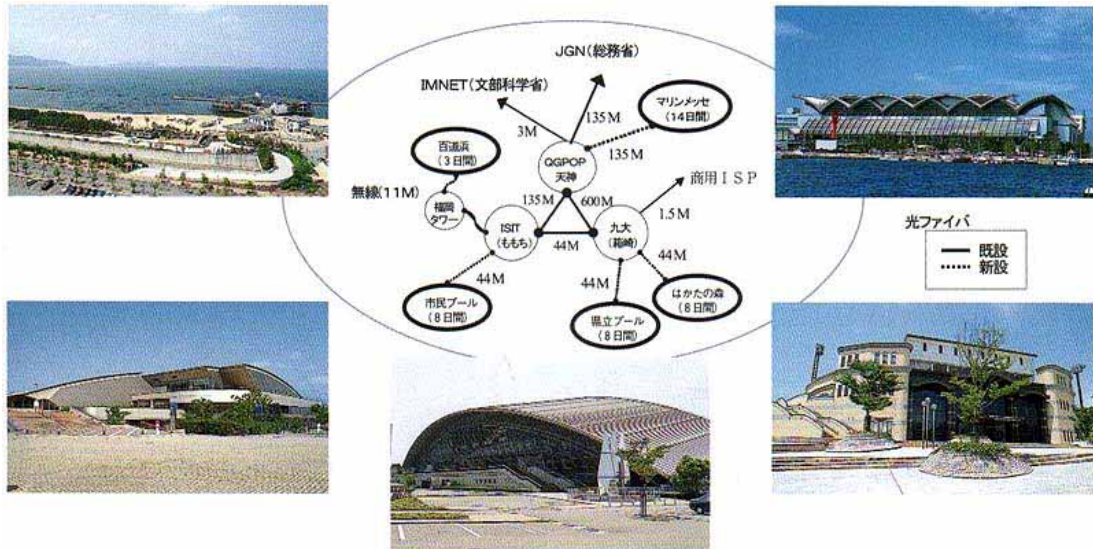 JGN(総務省)
IMNET(文部科学省)
マリンメッセ
(14日間)
3M
135M
135M
百道浜
(3日間)
QGPOP
天神
無線(11M)
福岡
タワー
135M
600M
商用ISP
1.5M
ISIT
(ももち)
44M
九大
(箱崎)
光ファイバ
既設
新設
44M
44M
44M
市民プール
(8日間)
県立プール
(8日間)
はかたの森
(8日間)